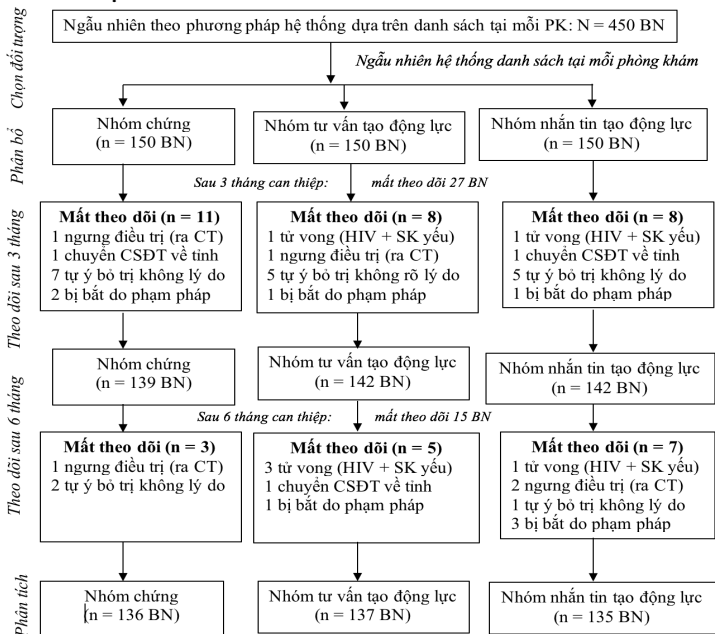 Ngẫu nhiên theo phương pháp hệ thống dựa trên danh sách tại mỗi PK: N = 450 BN
Chọn đối tượng
Ngẫu nhiên hệ thống danh sách tại mỗi phòng khám
Phân bổ
Nhóm chứng
(n = 150 BN)
Nhóm tư vấn tạo động lực
(n = 150 BN)
Nhóm nhắn tin tạo động lực
(n = 150 BN)
Sau 3 tháng can thiệp: mất theo dõi 27 BN
Theo dõi sau 3 tháng
Mất theo dõi (n = 11)
1 ngưng điều trị (ra CT)
1 chuyển CSĐT về tỉnh
7 tự ý bỏ trị không lý do
2 bị bắt do phạm pháp
Mất theo dõi (n = 8)
1 tử vong (HIV + SK yếu)
1 ngưng điều trị (ra CT)
5 tự ý bỏ trị không rõ lý do
1 bị bắt do phạm pháp
Mất theo dõi (n = 8)
1 tử vong (HIV + SK yếu)
1 chuyển CSĐT về tỉnh
5 tự ý bỏ trị không lý do
1 bị bắt do phạm pháp
Nhóm chứng
(n = 139 BN)
Nhóm tư vấn tạo động lực
(n = 142 BN)
Nhóm nhắn tin tạo động lực
(n = 142 BN)
Sau 6 tháng can thiệp: mất theo dõi 15 BN
Theo dõi sau 6 tháng
Mất theo dõi (n = 3)
1 ngưng điều trị (ra CT)
2 tự ý bỏ trị không lý do
Mất theo dõi (n = 5)
3 tử vong (HIV + SK yếu)
1 chuyển CSĐT về tỉnh
1 bị bắt do phạm pháp
Mất theo dõi (n = 7)
1 tử vong (HIV + SK yếu)
2 ngưng điều trị (ra CT)
1 tự ý bỏ trị không lý do
3 bị bắt do phạm pháp
Phân tích
Nhóm chứng
(n = 136 BN)
Nhóm tư vấn tạo động lực
(n = 137 BN)
Nhóm nhắn tin tạo động lực
(n = 135 BN)